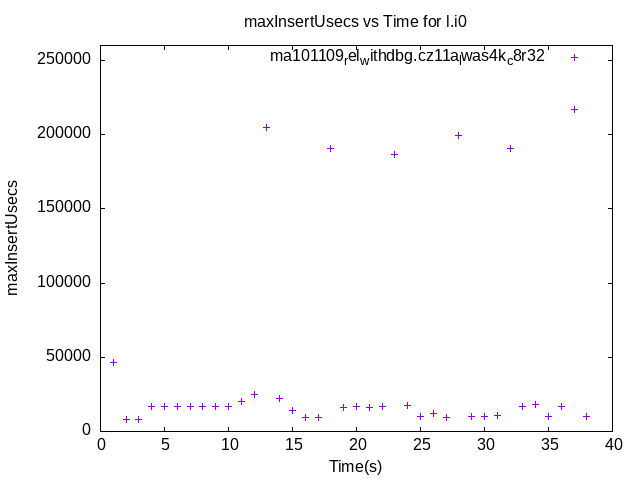 maxInsertUsecs vs Time for l.i0
ma101109relwithdbg.cz11alwas4kc8r32
250000
200000
150000
100000
50000
0
maxInsertUsecs
0 5 10 15 20 25 30 35 40
Time(s)